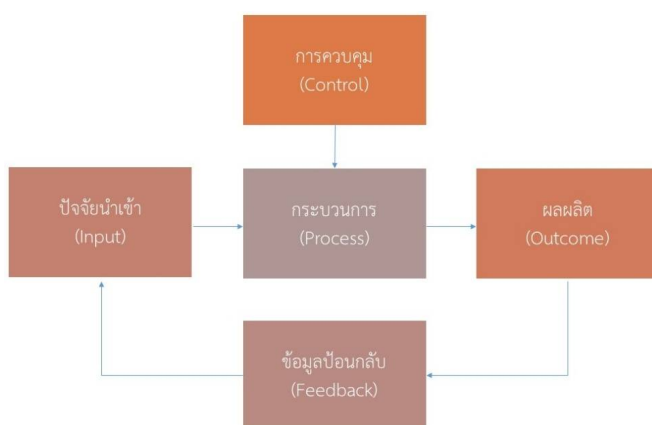 การควบคุม
(Control)
ปัจจัยนำเข้า
(Input)
กระบวนการ
(Process)
ผลผลิต
(Outcome)
ข้อมูลป้อนกลับ
(Feedback)